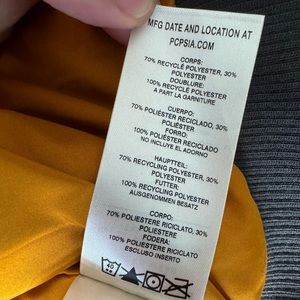 MFG DATE AND LOCATION AT
PCPSIA.COM
CORPS:
70% RECYCLÉ POLYESTER, 30%
POLYESTER
DOUBLURE:
100% RECYCLÉ POLYESTER
A PART LA GARNITURE
CUERPO:
70% POLIÉSTER RECICLADO, 30%
POLIÉSTER
FORRO:
100% POLIÉSTER RECICLADO
NO INCLUYE EL ADORNO
HAUPTTEIL:
70% RECYCLING POLYESTER, 30%
POLYESTER
FUTTER:
100% RECYCLING POLYESTER
AUSGENOMMEN BESATZ
CORPO:
70% POLIESTERE RICICLATO, 30%
POLIESTERE
FODERA:
100% POLIESTERE RICICLATO
ESCLUSO INSERTO